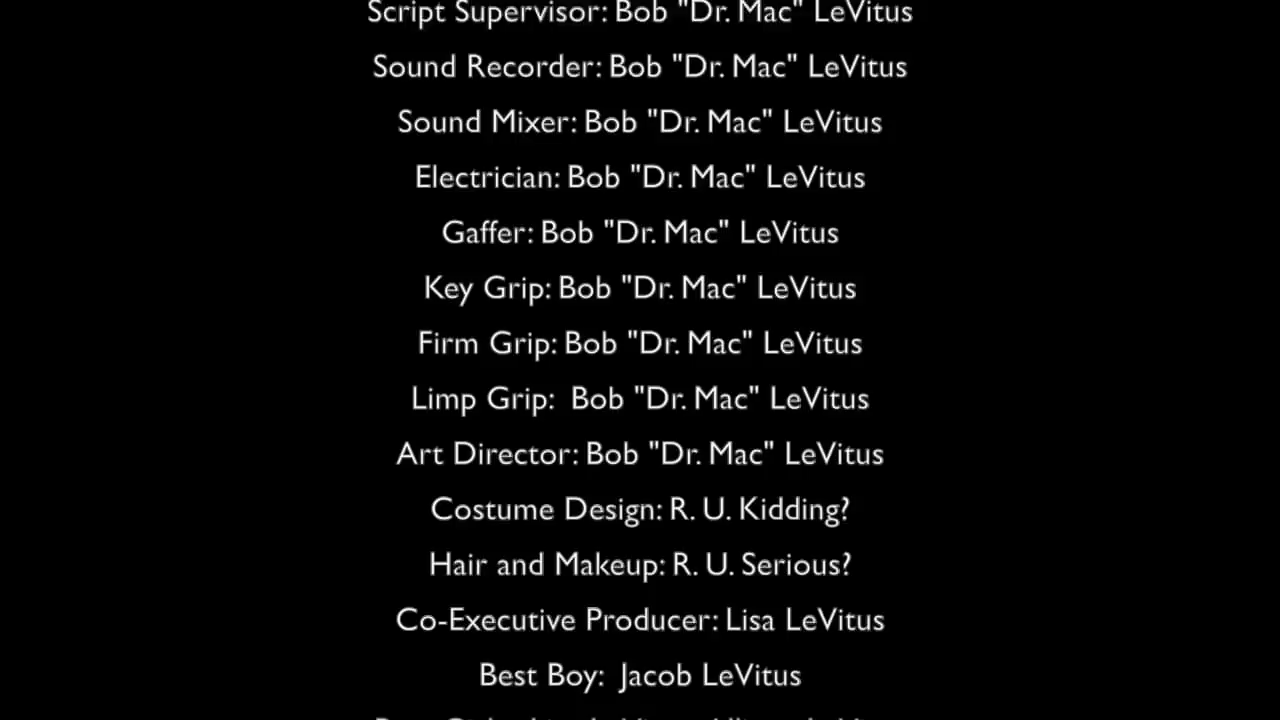 Script Supervisor: Bob "Dr. Mac" LeVitus
Sound Recorder: Bob "Dr. Mac" LeVitus
Sound Mixer: Bob "Dr. Mac" LeVitus
Electrician: Bob "Dr. Mac" LeVitus
Gaffer: Bob "Dr. Mac" LeVitus
Key Grip: Bob "Dr. Mac" LeVitus
Firm Grip: Bob "Dr. Mac" LeVitus
Limp Grip: Bob "Dr. Mac" LeVitus
Art Director: Bob "Dr. Mac" LeVitus
Costume Design: R. U. Kidding?
Hair and Makeup: R. U. Serious?
Co-Executive Producer: Lisa LeVitus
Best Boy: Jacob LeVitus